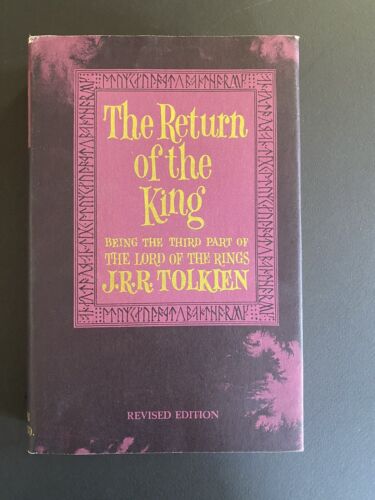 The Return
of the
King
BEING THE THIRD PART OF
THE LORD OF THE RINGS
J.R.R. TOLKIEN
REVISED EDITION